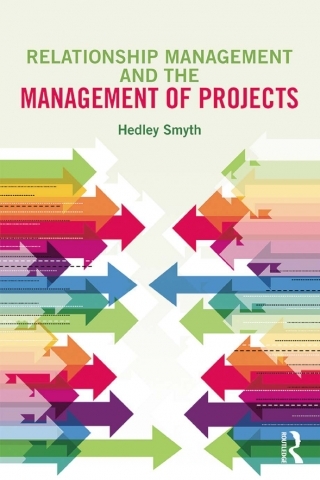 RELATIONSHIP MANAGEMENT
AND THE
MANAGEMENT OF PROJECTS
Hedley Smyth
ROUTLEDGE